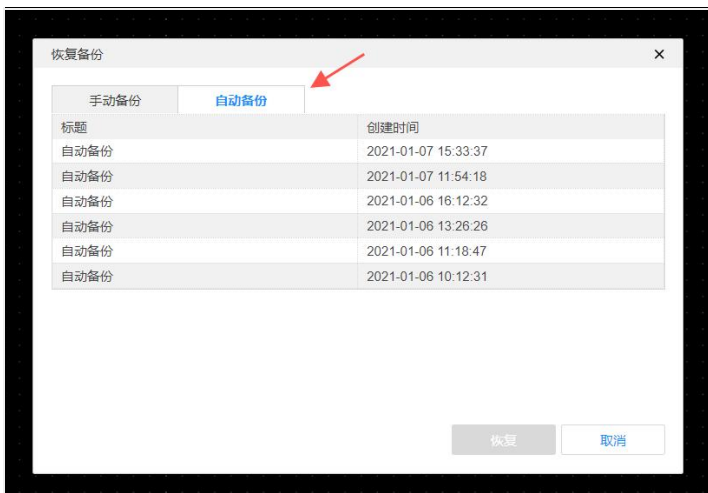 恢复备份
手动备份 自动备份
标题 创建时间
自动备份 2021-01-07 15:33:37
自动备份 2021-01-07 11:54:18
自动备份 2021-01-06 16:12:32
自动备份 2021-01-06 13:26:26
自动备份 2021-01-06 11:18:47
自动备份 2021-01-06 10:12:31
恢复 取消